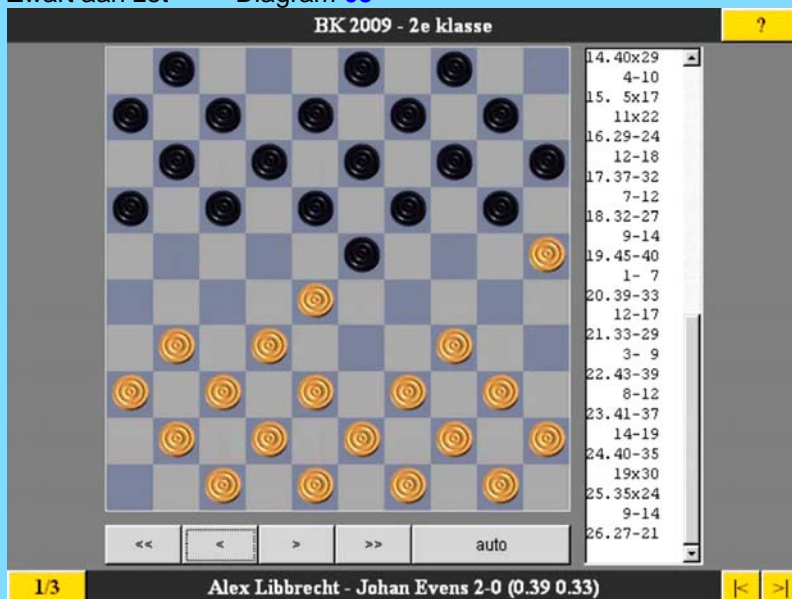 BK 2009 - 2e klasse
?
14.40x29
4-10
15. 5x17
11x22
16.29-24
12-18
17.37-32
7-12
18.32-27
9-14
19.45-40
1- 7
20.39-33
12-17
21.33-29
3- 9
22.43-39
8-12
23.41-37
14-19
24.40-35
19x30
25.35x24
9-14
26.27-21
<< < > >> auto
1/3 Alex Libbrecht - Johan Evens 2-0 (0.39 0.33) |< >|